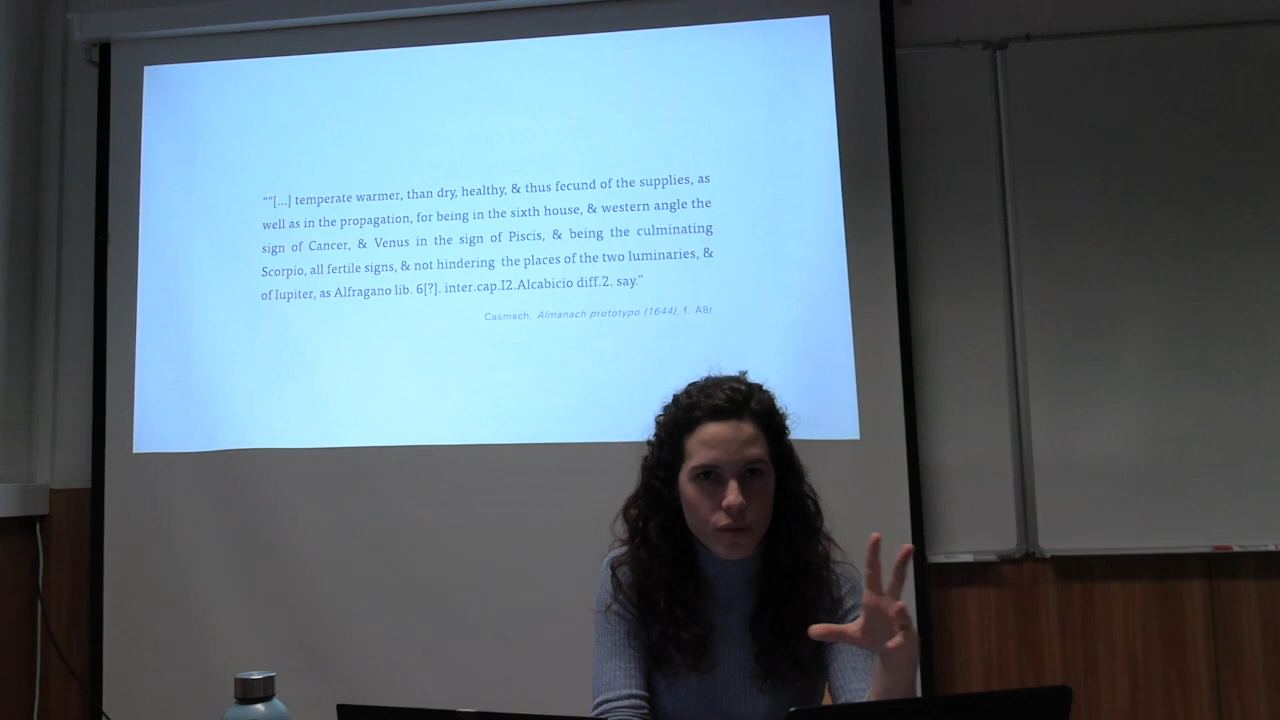 ““[...] temperate warmer, than dry, healthy, & thus fecund of the supplies, as
well as in the propagation, for being in the sixth house, & western angle the
sign of Cancer, & Venus in the sign of Piscis, & being the culminating
Scorpio, all fertile signs, & not hindering the places of the two luminaries, &
of Iupiter, as Alfragano lib. 6[?]. inter.cap.I2.Alcabicio diff.2. say.”
Casmach, Almanach prototypo (1644), f. A8r.